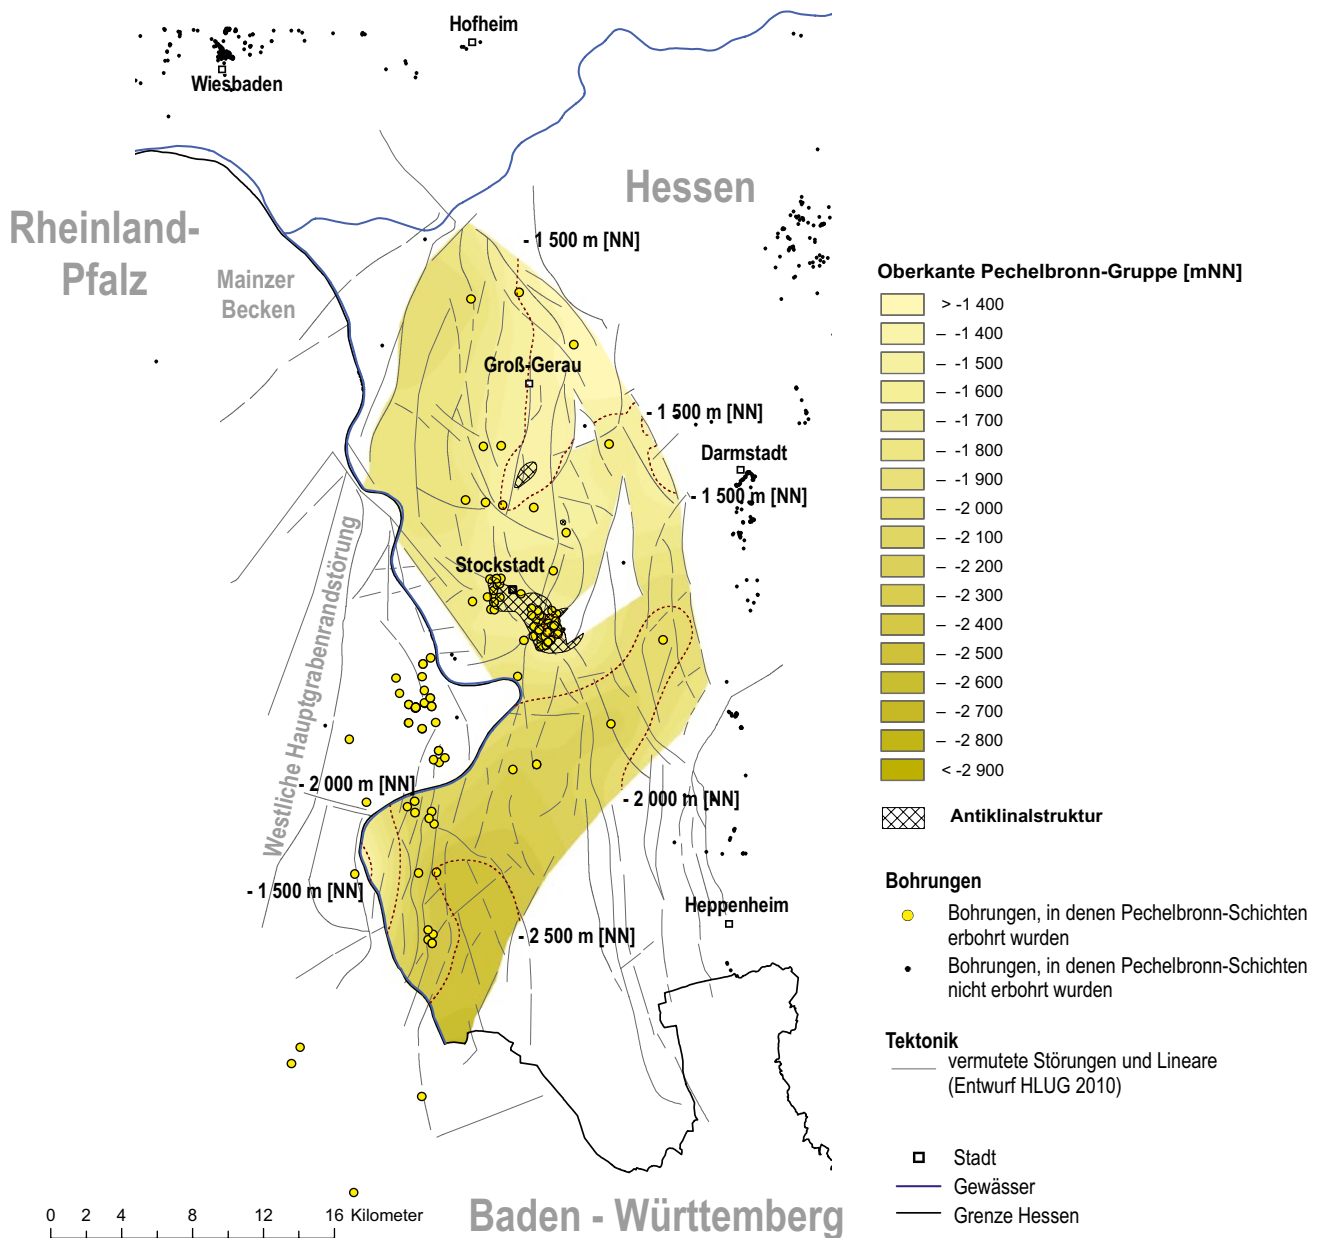 Hofheim
Wiesbaden
Hessen
Rheinland-
Pfalz
Mainzer
Becken
- 1 500 m [NN]
Groß-Gerau
- 1 500 m [NN]
Darmstadt
- 1 500 m [NN]
Westliche Hauptgrabenrandstörung
Stockstadt
- 2 000 m [NN]
- 2 000 m [NN]
- 1 500 m [NN]
Heppenheim
- 2 500 m [NN]
Baden - Württemberg
0 2 4 8 12 16 Kilometer
Oberkante Pechelbronn-Gruppe [mNN]
> -1 400
– -1 400
– -1 500
– -1 600
– -1 700
– -1 800
– -1 900
– -2 000
– -2 100
– -2 200
– -2 300
– -2 400
– -2 500
– -2 600
– -2 700
– -2 800
< -2 900
Antiklinalstruktur
Bohrungen
Bohrungen, in denen Pechelbronn-Schichten
erbohrt wurden
Bohrungen, in denen Pechelbronn-Schichten
nicht erbohrt wurden
Tektonik
vermutete Störungen und Lineare
(Entwurf HLUG 2010)
Stadt
Gewässer
Grenze Hessen